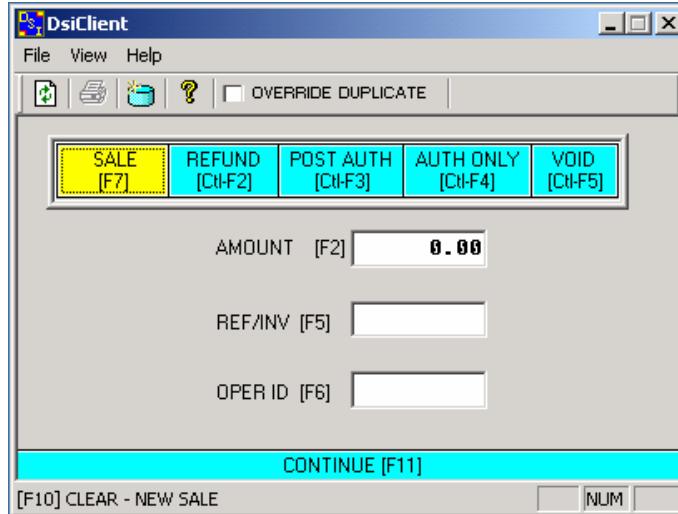 DsiClient
File View Help
OVERRIDE DUPLICATE
SALE REFUND POST AUTH AUTH ONLY VOID
[F7] [Ctl-F2] [Ctl-F3] [Ctl-F4] [Ctl-F5]
AMOUNT [F2] 0.00
REF/INV [F5]
OPER ID [F6]
CONTINUE [F11]
[F10] CLEAR - NEW SALE NUM